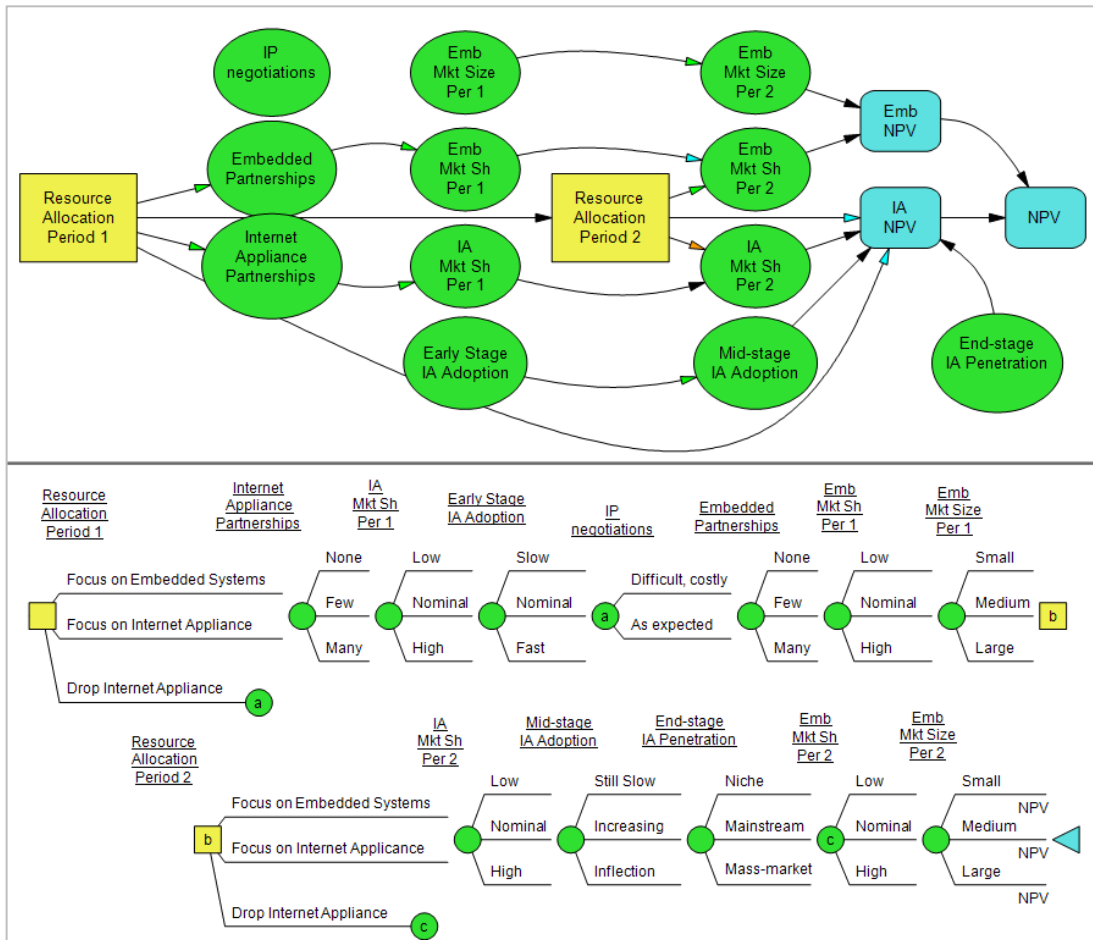 IP
negotiations
Emb
Mkt Size
Per 1
Emb
Mkt Size
Per 2
Emb
NPV
Embedded
Partnerships
Emb
Mkt Sh
Per 1
Emb
Mkt Sh
Per 2
Resource
Allocation
Period 1
Resource
Allocation
Period 2
IA
NPV
NPV
Internet
Appliance
Partnerships
IA
Mkt Sh
Per 1
IA
Mkt Sh
Per 2
Early Stage
IA Adoption
Mid-stage
IA Adoption
End-stage
IA Penetration
Resource
Allocation
Period 1
Internet
Appliance
Partnerships
IA
Mkt Sh
Per 1
Early Stage
IA Adoption
IP
negotiations
Embedded
Partnerships
Emb
Mkt Sh
Per 1
Emb
Mkt Size
Per 1
Focus on Embedded Systems
Focus on Internet Appliance
Drop Internet Appliance
a
None
Few
Many
Low
Nominal
High
Slow
Nominal
Fast
a
Difficult, costly
As expected
None
Few
Many
Low
Nominal
High
Small
Medium
Large
b
Resource
Allocation
Period 2
IA
Mkt Sh
Per 2
Mid-stage
IA Adoption
End-stage
IA Penetration
Emb
Mkt Sh
Per 2
Emb
Mkt Size
Per 2
b
Focus on Embedded Systems
Focus on Internet Applicance
Drop Internet Appliance
c
Low
Nominal
High
Still Slow
Increasing
Inflection
Niche
Mainstream
Mass-market
c
Low
Nominal
High
Small
NPV
Medium
NPV
Large
NPV